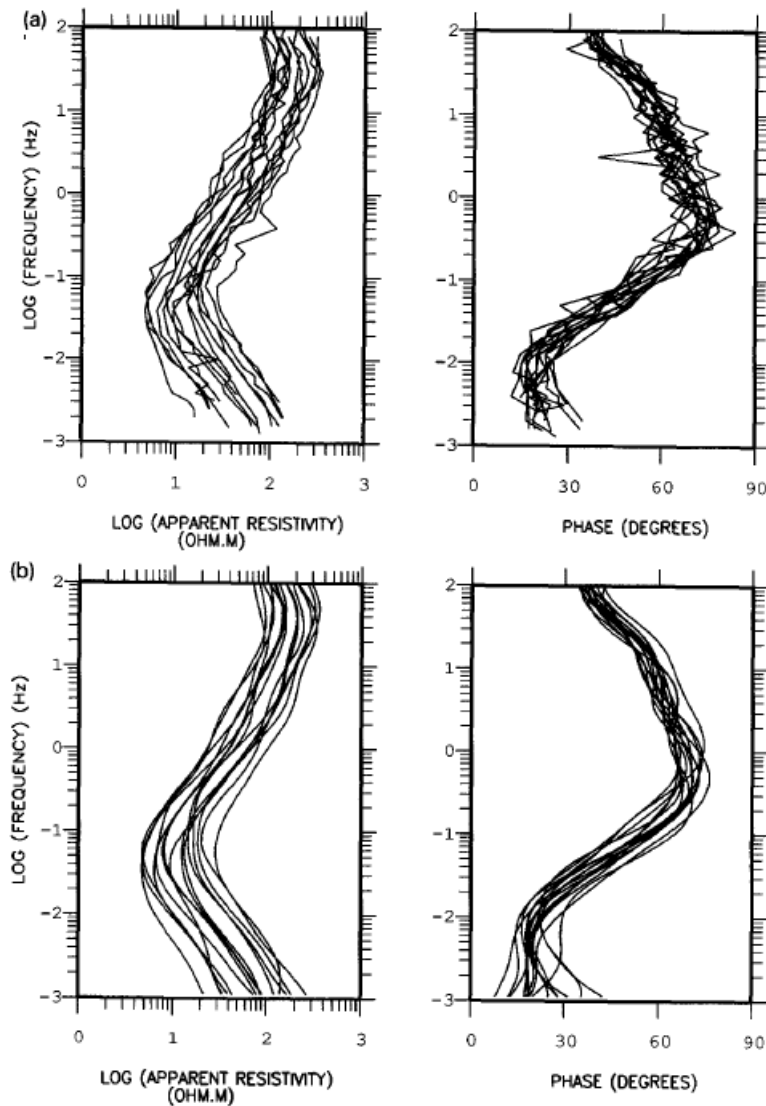 (a)
2
1
0
-1
-2
-3
LOG (FREQUENCY) (Hz)
0 1 2 3
LOG (APPARENT RESISTIVITY)
(OHM.M)
2
1
0
-1
-2
-3
0 30 60 90
PHASE (DEGREES)
(b)
2
1
0
-1
-2
-3
LOG (FREQUENCY) (Hz)
0 1 2 3
LOG (APPARENT RESISTIVITY)
(OHM.M)
2
1
0
-1
-2
-3
0 30 60 90
PHASE (DEGREES)